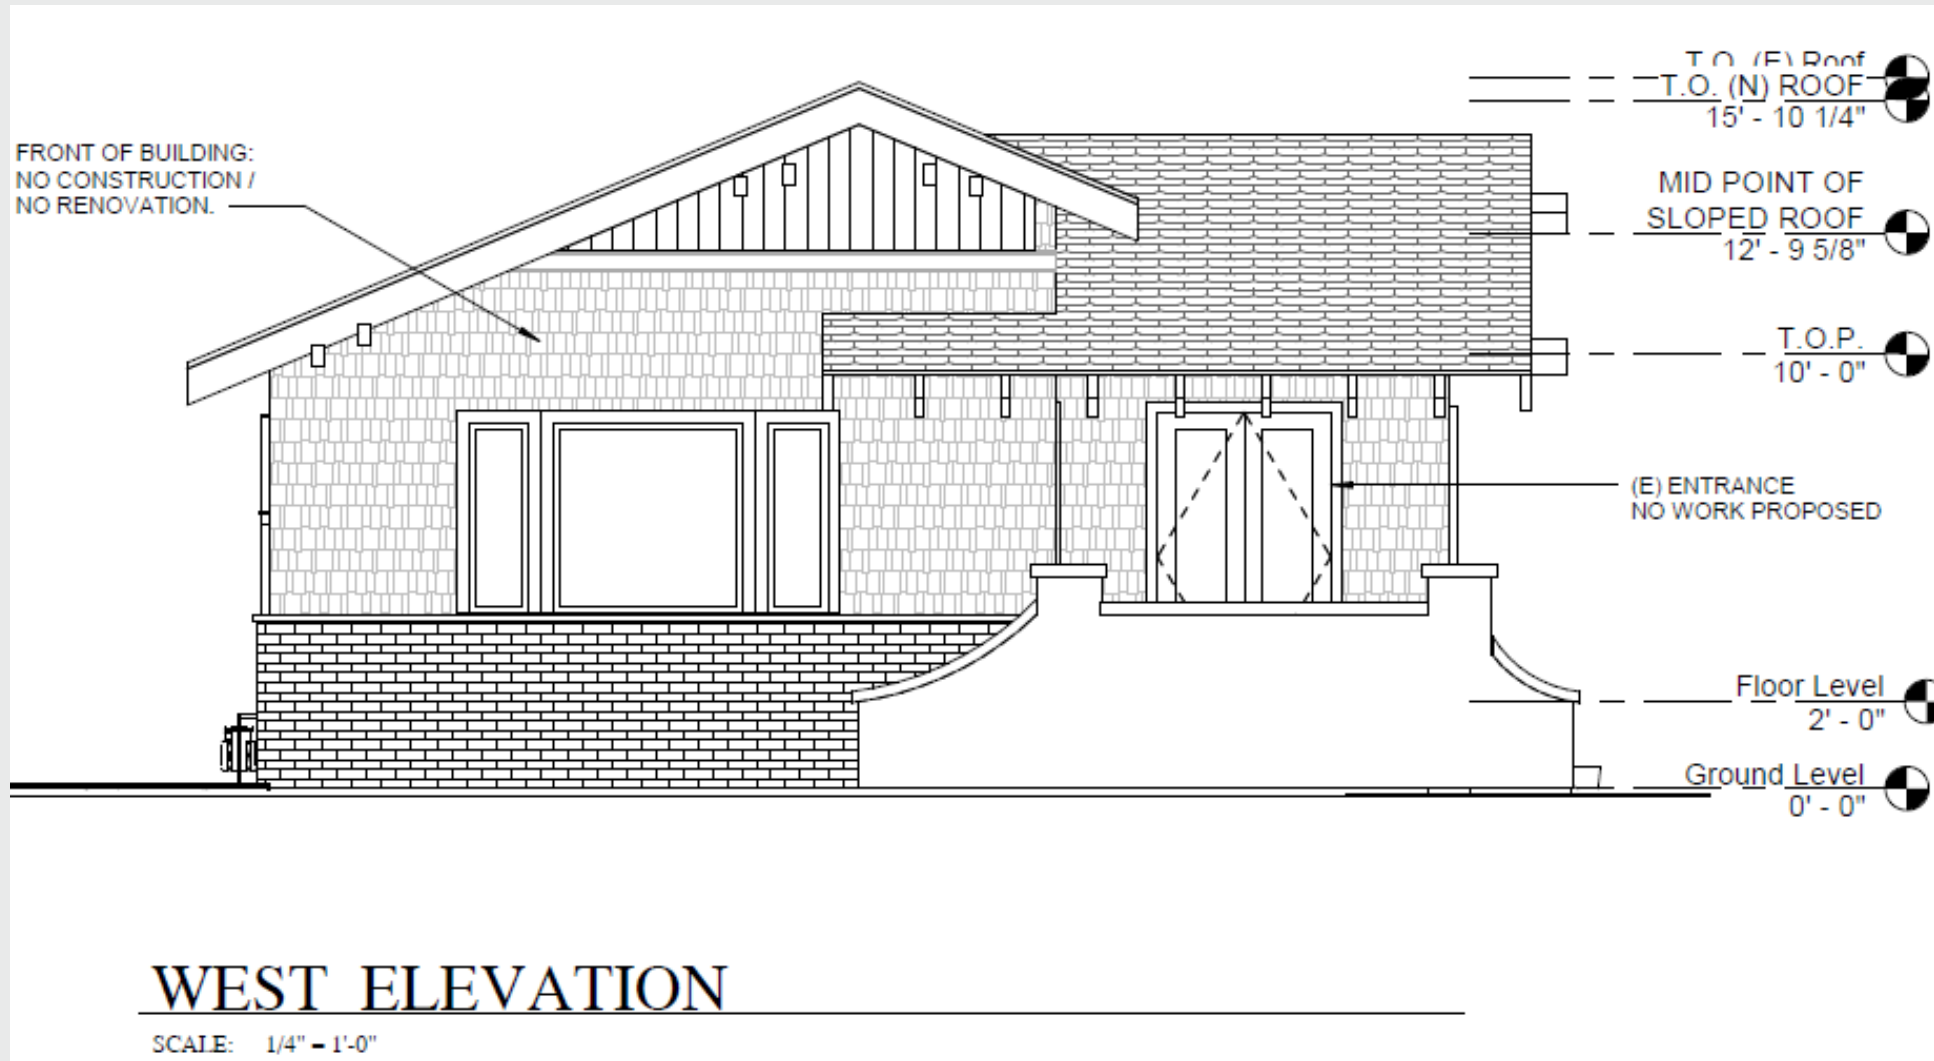 T.O. (E) Roof
T.O. (N) ROOF
15' - 10 1/4"
FRONT OF BUILDING:
NO CONSTRUCTION /
NO RENOVATION.
MID POINT OF
SLOPED ROOF
12' - 9 5/8"
T.O.P.
10' - 0"
(E) ENTRANCE
NO WORK PROPOSED
Floor Level
2' - 0"
Ground Level
0' - 0"
WEST ELEVATION
SCALE: 1/4" = 1'-0"